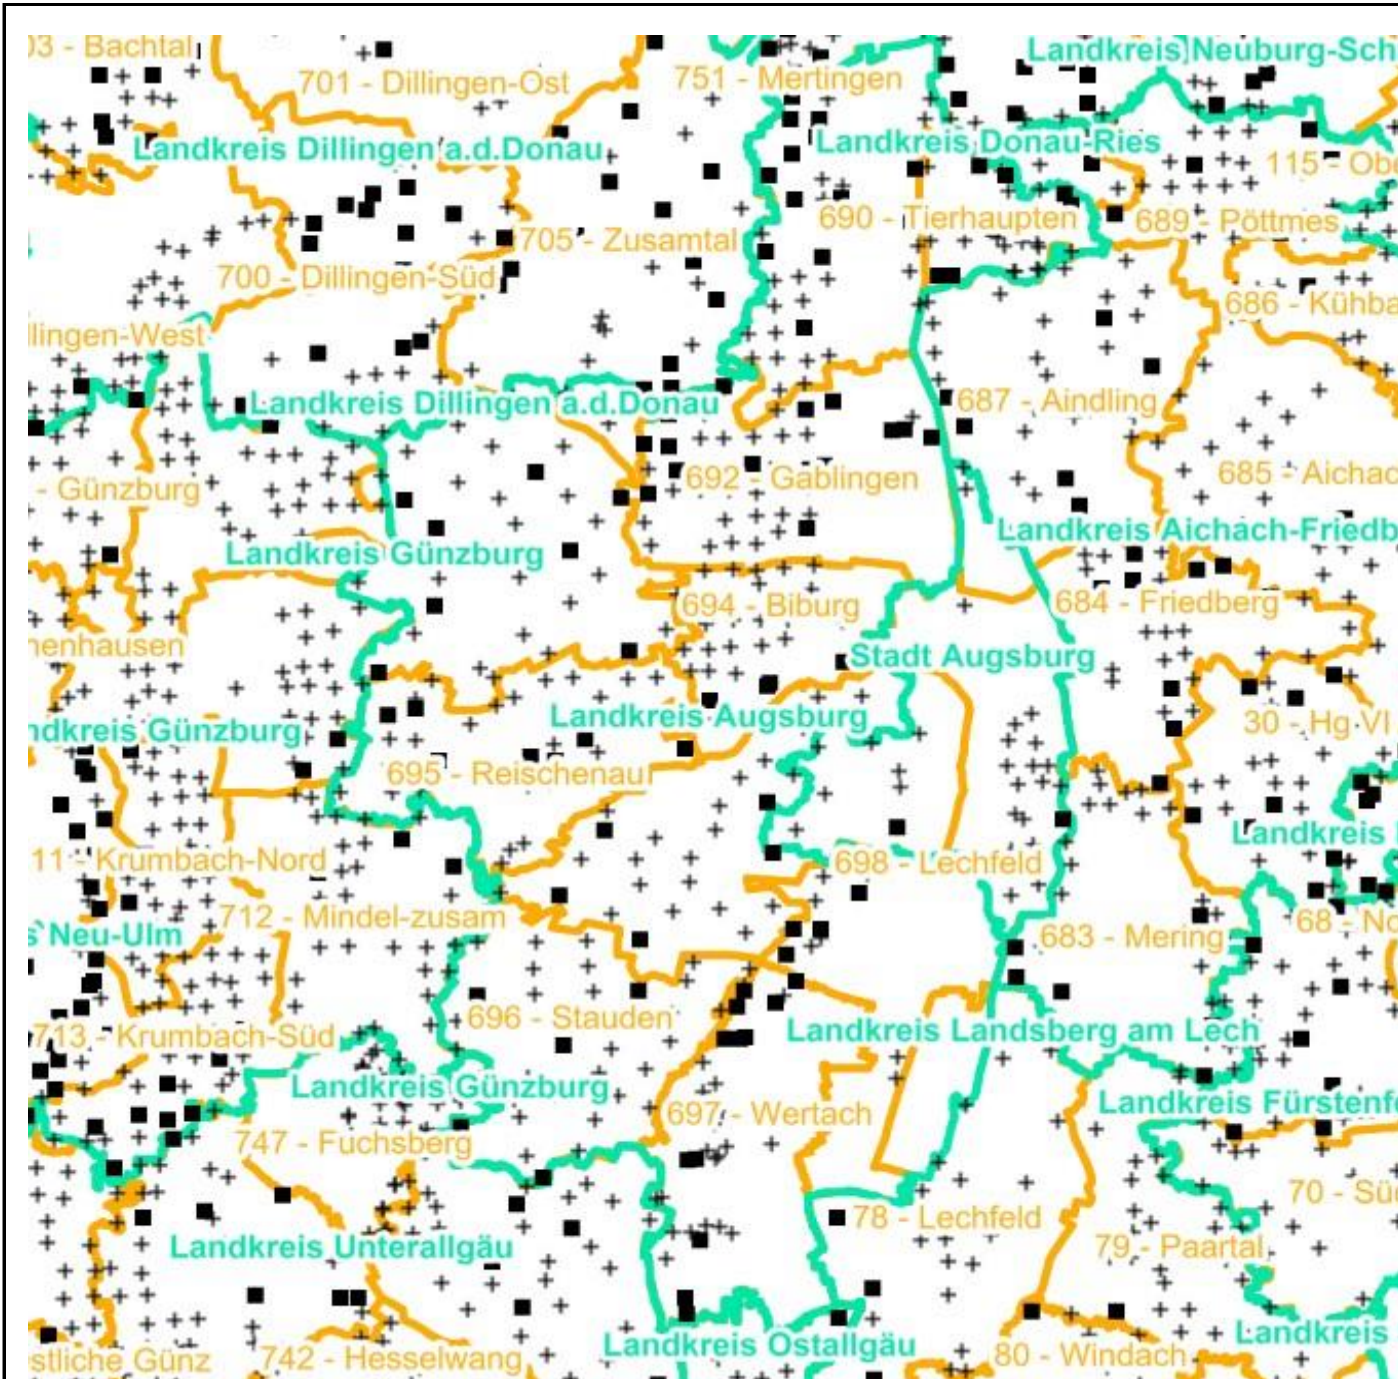 03 - Bachtal
Landkreis Neuburg-Sch
701 - Dillingen-Ost
751 - Mertingen
Landkreis Dillingen a.d.Donau
Landkreis Donau-Ries
115 - Ob
690 - Tierhaupten
689 - Pöttmes
705 - Zusamtal
700 - Dillingen-Süd
686 - Kühba
llingen-West
Landkreis Dillingen a.d.Donau
687 - Aindling
- Günzburg
692 - Gablingen
685 - Aichac
Landkreis Günzburg
Landkreis Aichach-Friedb
694 - Biburg
684 - Friedberg
nenhausen
Stadt Augsburg
ndkreis Günzburg
Landkreis Augsburg
30 - Hg VI
695 - Reischenau
Landkreis
11 - Krumbach-Nord
698 - Lechfeld
712 - Mindel-zusam
68 - No
s Neu-Ulm
683 - Mering
696 - Stauden
713 - Krumbach-Süd
Landkreis Landsberg am Lech
Landkreis Günzburg
Landkreis Fürstenfe
697 - Wertach
747 - Fuchsberg
70 - Sü
78 - Lechfeld
Landkreis Unterallgäu
79 - Paartal
Landkreis
Landkreis Ostallgäu
stliche Günz
742 - Hesselwang
80 - Windach